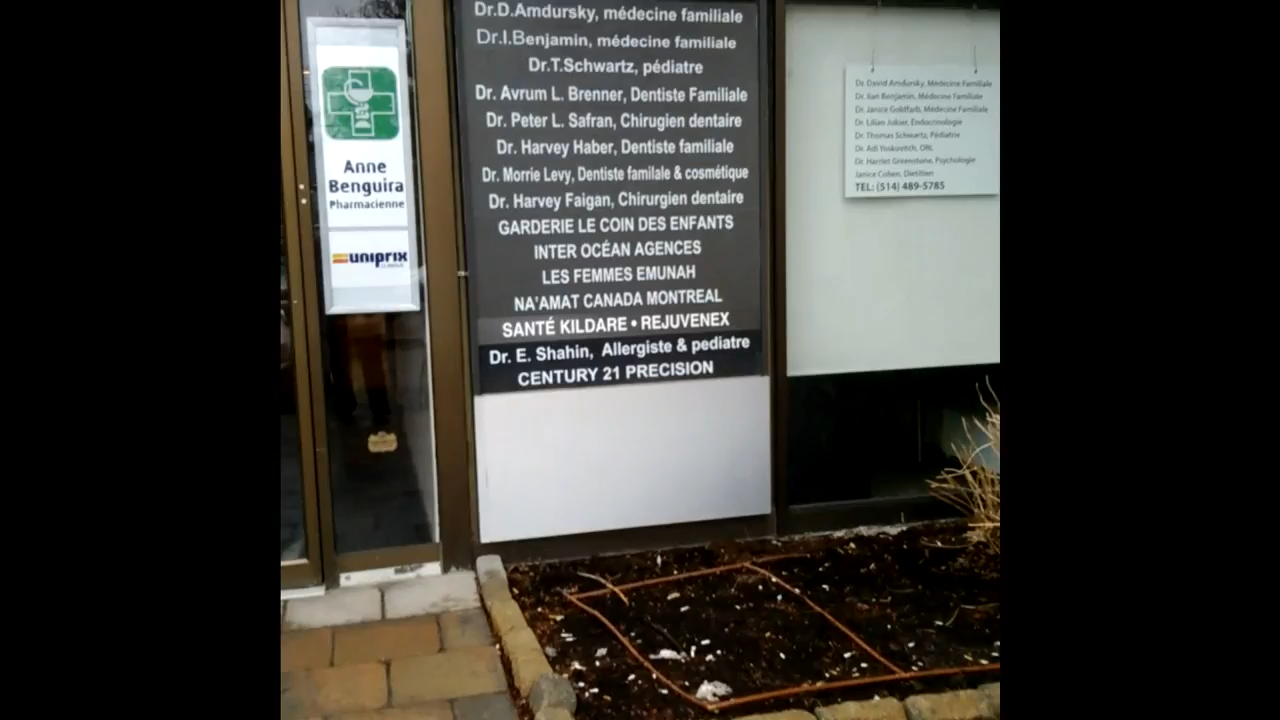 Anne
Benguira
Pharmacienne
uniprix
Dr.D.Amdursky, médecine familiale
Dr.I.Benjamin, médecine familiale
Dr.T.Schwartz, pédiatre
Dr. Avrum L. Brenner, Dentiste Familiale
Dr. Peter L. Safran, Chirugien dentaire
Dr. Harvey Haber, Dentiste familiale
Dr. Morrie Levy, Dentiste familale & cosmétique
Dr. Harvey Faigan, Chirurgien dentaire
GARDERIE LE COIN DES ENFANTS
INTER OCÉAN AGENCES
LES FEMMES EMUNAH
NA'AMAT CANADA MONTREAL
SANTÉ KILDARE • REJUVENEX
Dr. E. Shahin, Allergiste & pediatre
CENTURY 21 PRECISION
Dr. David Amdursky, Médecine Familiale
Dr. Ilan Benjamin, Médecine Familiale
Dr. Janice Goldfarb, Médecine Familiale
Dr. Lilian Jokier, Endocrinologie
Dr. Thomas Schwartz, Pédiatrie
Dr. Adi Yoskovitch, ORL
Dr. Harriet Greenstone, Psychologie
Janice Cohen, Dietitien
TEL: (514) 489-5785